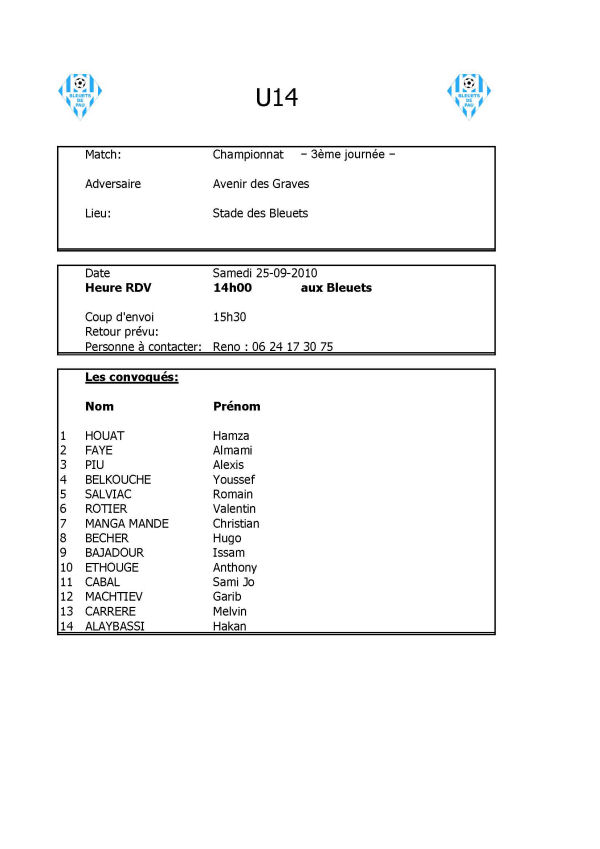 BLEUETS
DE
PAU
U14
BLEUETS
DE
PAU
Match: Championnat – 3ème journée –
Adversaire Avenir des Graves
Lieu: Stade des Bleuets
Date Samedi 25-09-2010
Heure RDV 14h00 aux Bleuets
Coup d'envoi 15h30
Retour prévu:
Personne à contacter: Reno : 06 24 17 30 75
Les convoqués:
Nom Prénom
1 HOUAT Hamza
2 FAYE Almami
3 PIU Alexis
4 BELKOUCHE Youssef
5 SALVIAC Romain
6 ROTIER Valentin
7 MANGA MANDE Christian
8 BECHER Hugo
9 BAJADOUR Issam
10 ETHOUGE Anthony
11 CABAL Sami Jo
12 MACHTIEV Garib
13 CARRERE Melvin
14 ALAYBASSI Hakan